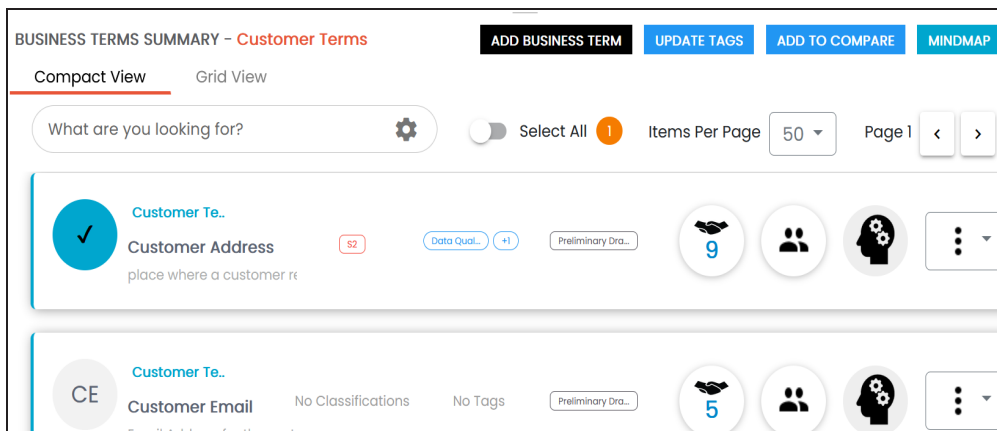 BUSINESS TERMS SUMMARY - Customer Terms
ADD BUSINESS TERM
UPDATE TAGS
ADD TO COMPARE
MINDMAP
Compact View
Grid View
What are you looking for?
Select All 1
Items Per Page 50
Page 1
Customer Te..
Customer Address
place where a customer re
S2
Data Qual... +1
Preliminary Dra...
9
CE
Customer Te..
Customer Email
No Classifications
No Tags
Preliminary Dra...
5